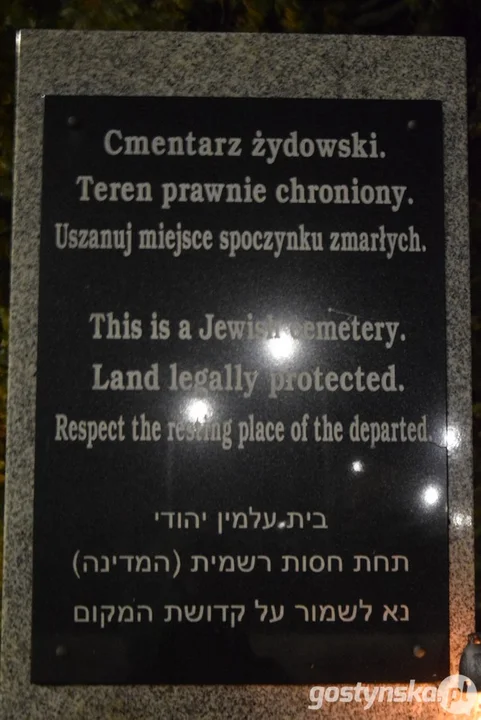 Cmentarz żydowski.
Teren prawnie chroniony.
Uszanuj miejsce spoczynku zmarłych.
This is a Jewish cemetery.
Land legally protected.
Respect the resting place of the departed.
בית עלמין יהודי
תחת חסות רשמית (המדינה)
נא לשמור על קדושת המקום
gostynska.pl